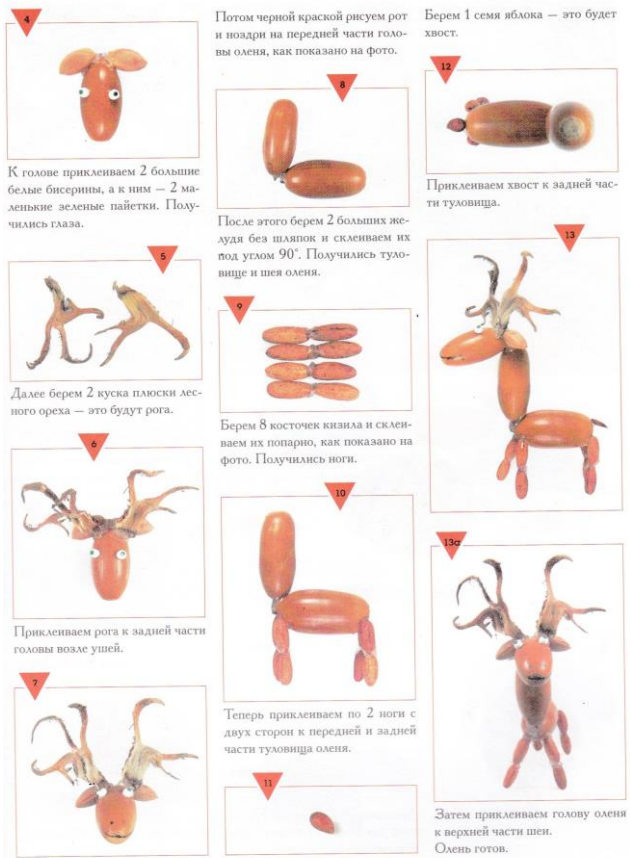 4
К голове приклеиваем 2 большие
белые бисерины, а к ним — 2 ма-
ленькие зеленые пайетки. Полу-
чились глаза.
5
Далее берем 2 куска плюски лес-
ного ореха — это будут рога.
6
Приклеиваем рога к задней части
головы возле ушей.
7
Потом черной краской рисуем рот
и ноздри на передней части голо-
вы оленя, как показано на фото.
8
После этого берем 2 больших же-
лудя без шляпок и склеиваем их
под углом 90°. Получились туло-
вище и шея оленя.
9
Берем 8 косточек кизила и склеи-
ваем их попарно, как показано на
фото. Получились ноги.
10
Теперь приклеиваем по 2 ноги с
двух сторон к передней и задней
части туловища оленя.
11
Берем 1 семя яблока — это будет
хвост.
12
Приклеиваем хвост к задней час-
ти туловища.
13
13а
Затем приклеиваем голову оленя
к верхней части шеи.
Олень готов.